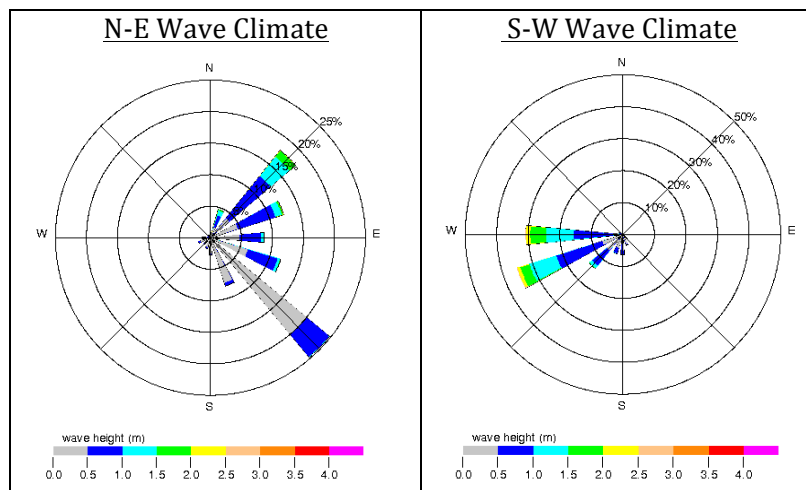 N-E Wave Climate
N
25%
20%
15%
W
E
S
wave height (m)
0.0 0.5 1.0 1.5 2.0 2.5 3.0 3.5 4.0
S-W Wave Climate
N
50%
40%
30%
20%
10%
W
E
S
wave height (m)
0.0 0.5 1.0 1.5 2.0 2.5 3.0 3.5 4.0